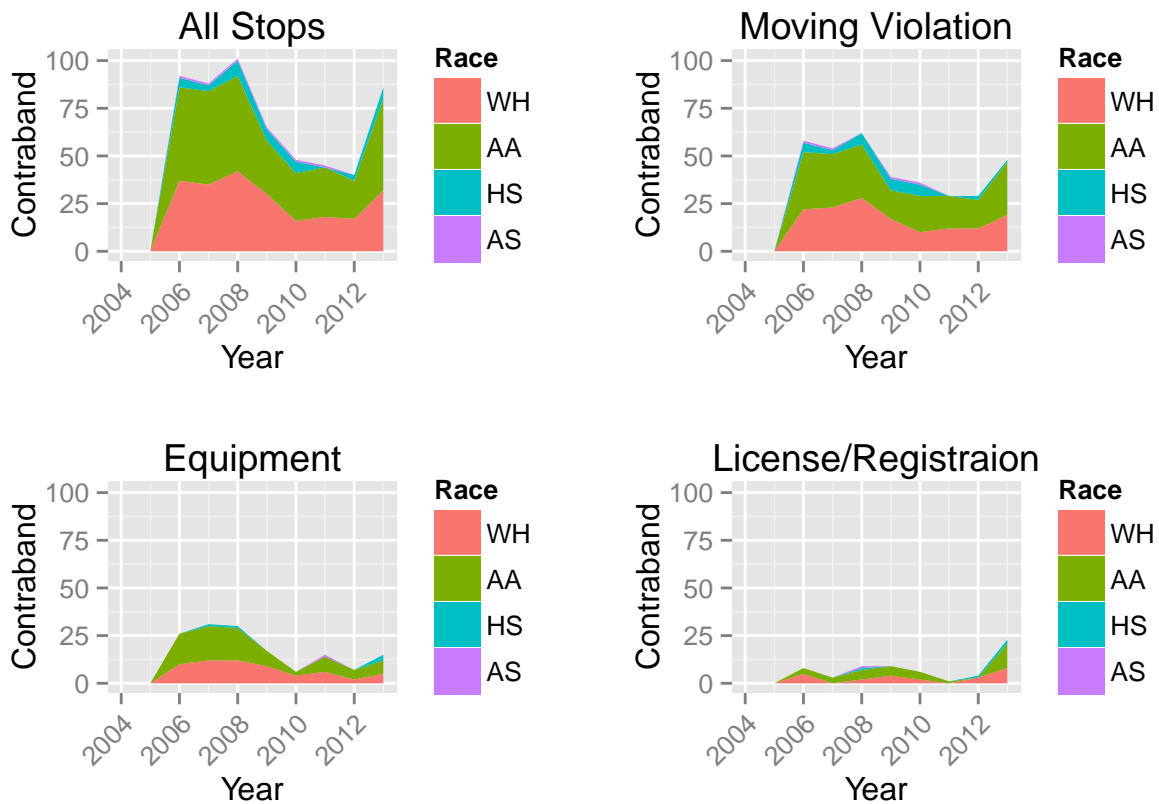 All Stops
100
75
50
25
0
Contraband
2004
2006
2008
2010
2012
Year
Race
WH
AA
HS
AS
Moving Violation
100
75
50
25
0
Contraband
2004
2006
2008
2010
2012
Year
Race
WH
AA
HS
AS
Equipment
100
75
50
25
0
Contraband
2004
2006
2008
2010
2012
Year
Race
WH
AA
HS
AS
License/Registraion
100
75
50
25
0
Contraband
2004
2006
2008
2010
2012
Year
Race
WH
AA
HS
AS